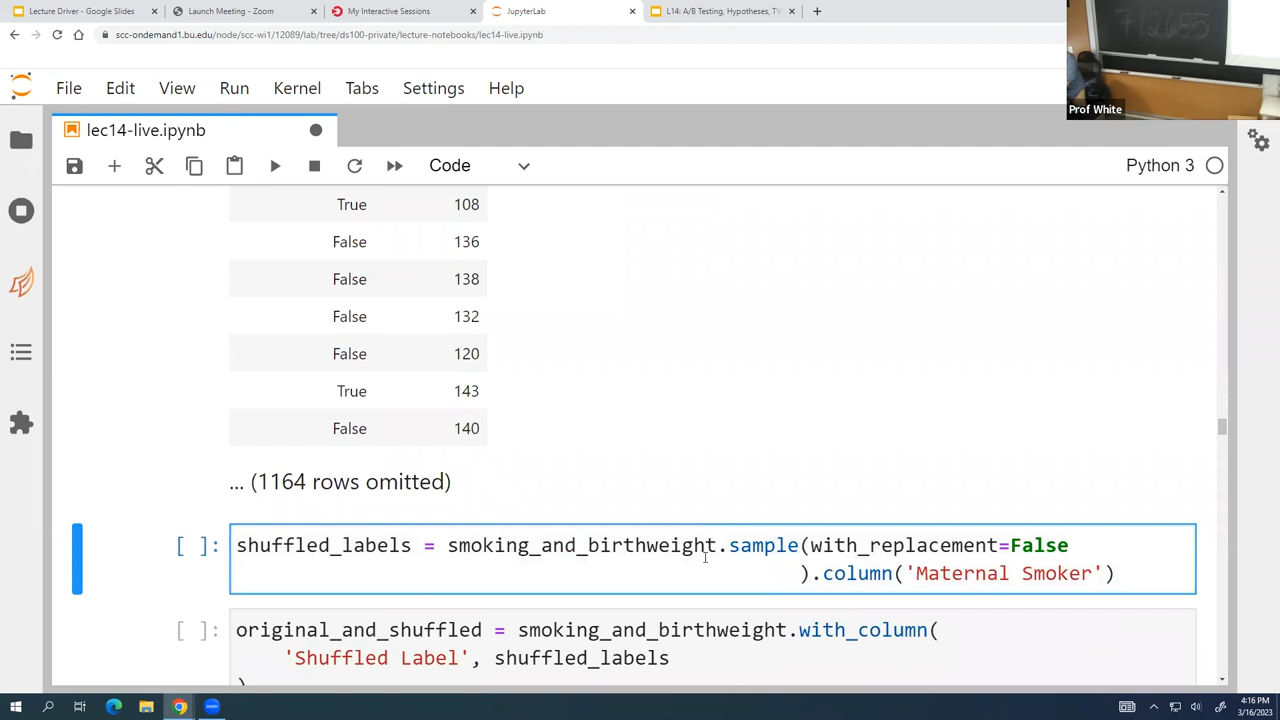 Lecture Driver - Google Slides
Launch Meeting - Zoom
My Interactive Sessions
JupyterLab
L14: A/B Testing, Hypotheses, TV
scc-ondemand1.bu.edu/node/scc-wi1/12089/lab/tree/ds100-private/lecture-notebooks/lec14-live.ipynb
712685
Prof White
File Edit View Run Kernel Tabs Settings Help
lec14-live.ipynb
Code
Python 3
True 108
False 136
False 138
False 132
False 120
True 143
False 140
... (1164 rows omitted)
[ ]: shuffled_labels = smoking_and_birthweight.sample(with_replacement=False
).column('Maternal Smoker')
[ ]: original_and_shuffled = smoking_and_birthweight.with_column(
'Shuffled Label', shuffled_labels
)
4:16 PM
3/16/2023